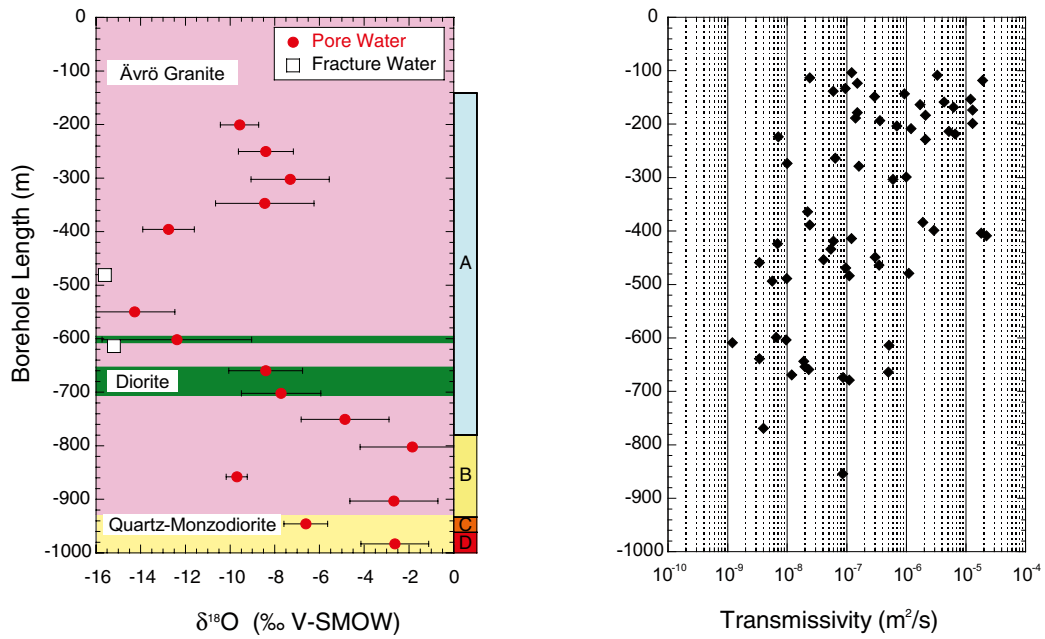 Pore Water
Fracture Water
Ävrö Granite
Diorite
Quartz-Monzodiorite
A
B
C
D
0
-100
-200
-300
-400
-500
-600
-700
-800
-900
-1000
Borehole Length (m)
-16 -14 -12 -10 -8 -6 -4 -2 0
δ¹⁸O (‰ V-SMOW)
0
-100
-200
-300
-400
-500
-600
-700
-800
-900
-1000
10⁻¹⁰ 10⁻⁹ 10⁻⁸ 10⁻⁷ 10⁻⁶ 10⁻⁵ 10⁻⁴
Transmissivity (m²/s)